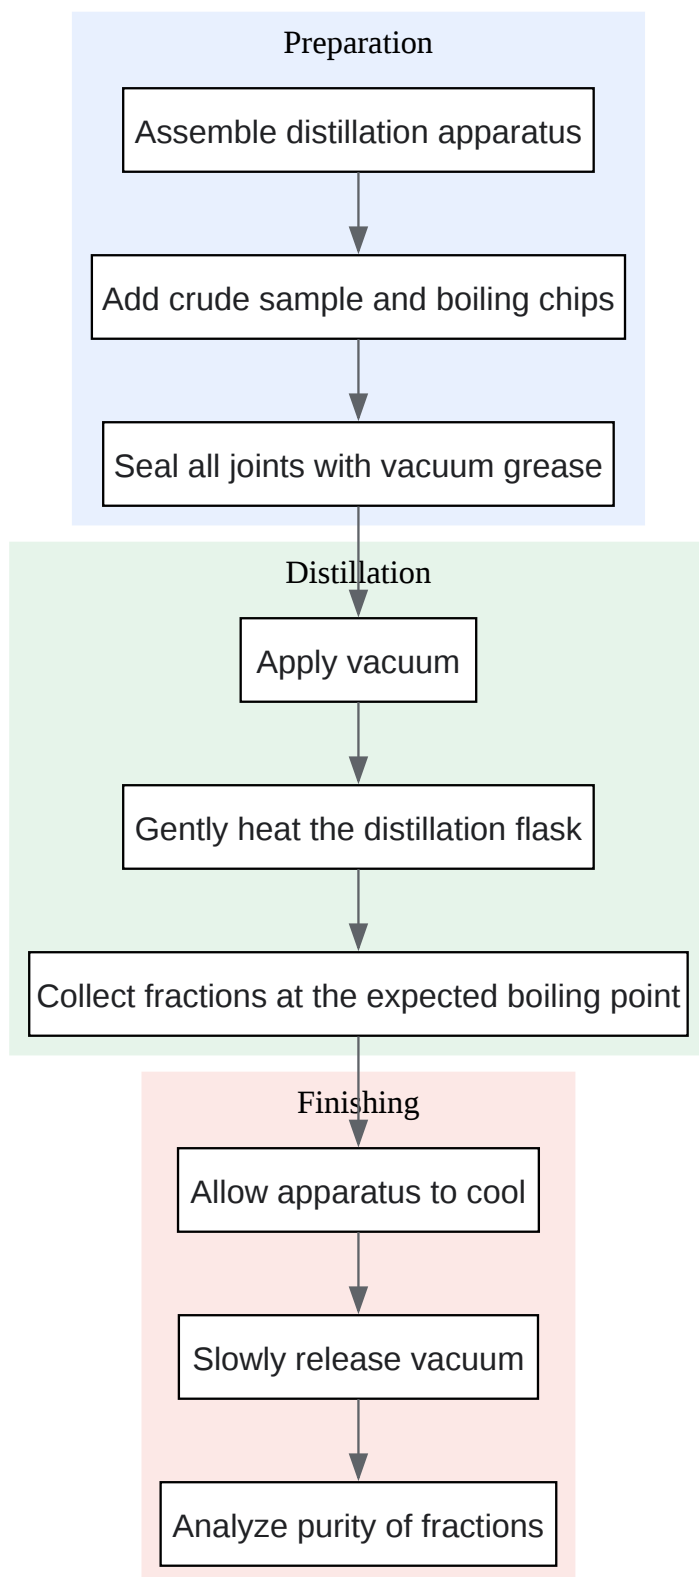 Preparation
Assemble distillation apparatus
Add crude sample and boiling chips
Seal all joints with vacuum grease
Distillation
Apply vacuum
Gently heat the distillation flask
Collect fractions at the expected boiling point
Finishing
Allow apparatus to cool
Slowly release vacuum
Analyze purity of fractions